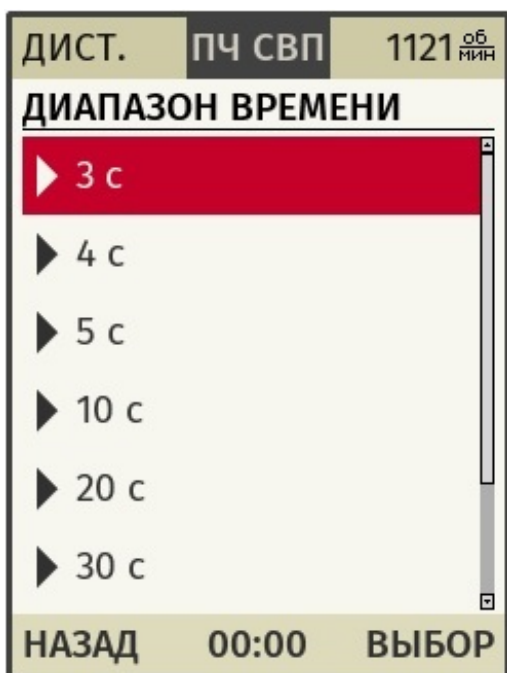 ДИСТ. ПЧ СВП 1121 об/мин
ДИАПАЗОН ВРЕМЕНИ
3 с
4 с
5 с
10 с
20 с
30 с
НАЗАД 00:00 ВЫБОР